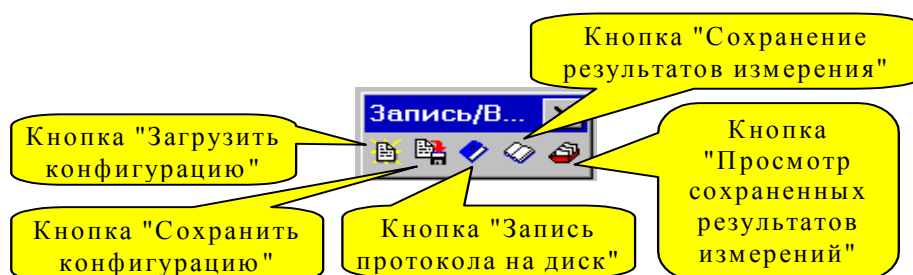 Кнопка "Сохранение
результатов измерения"
Запись/В...
Кнопка "Загрузить
конфигурацию"
Кнопка
"Просмотр
сохраненных
результатов
измерений"
Кнопка "Сохранить
конфигурацию"
Кнопка "Запись
протокола на диск"